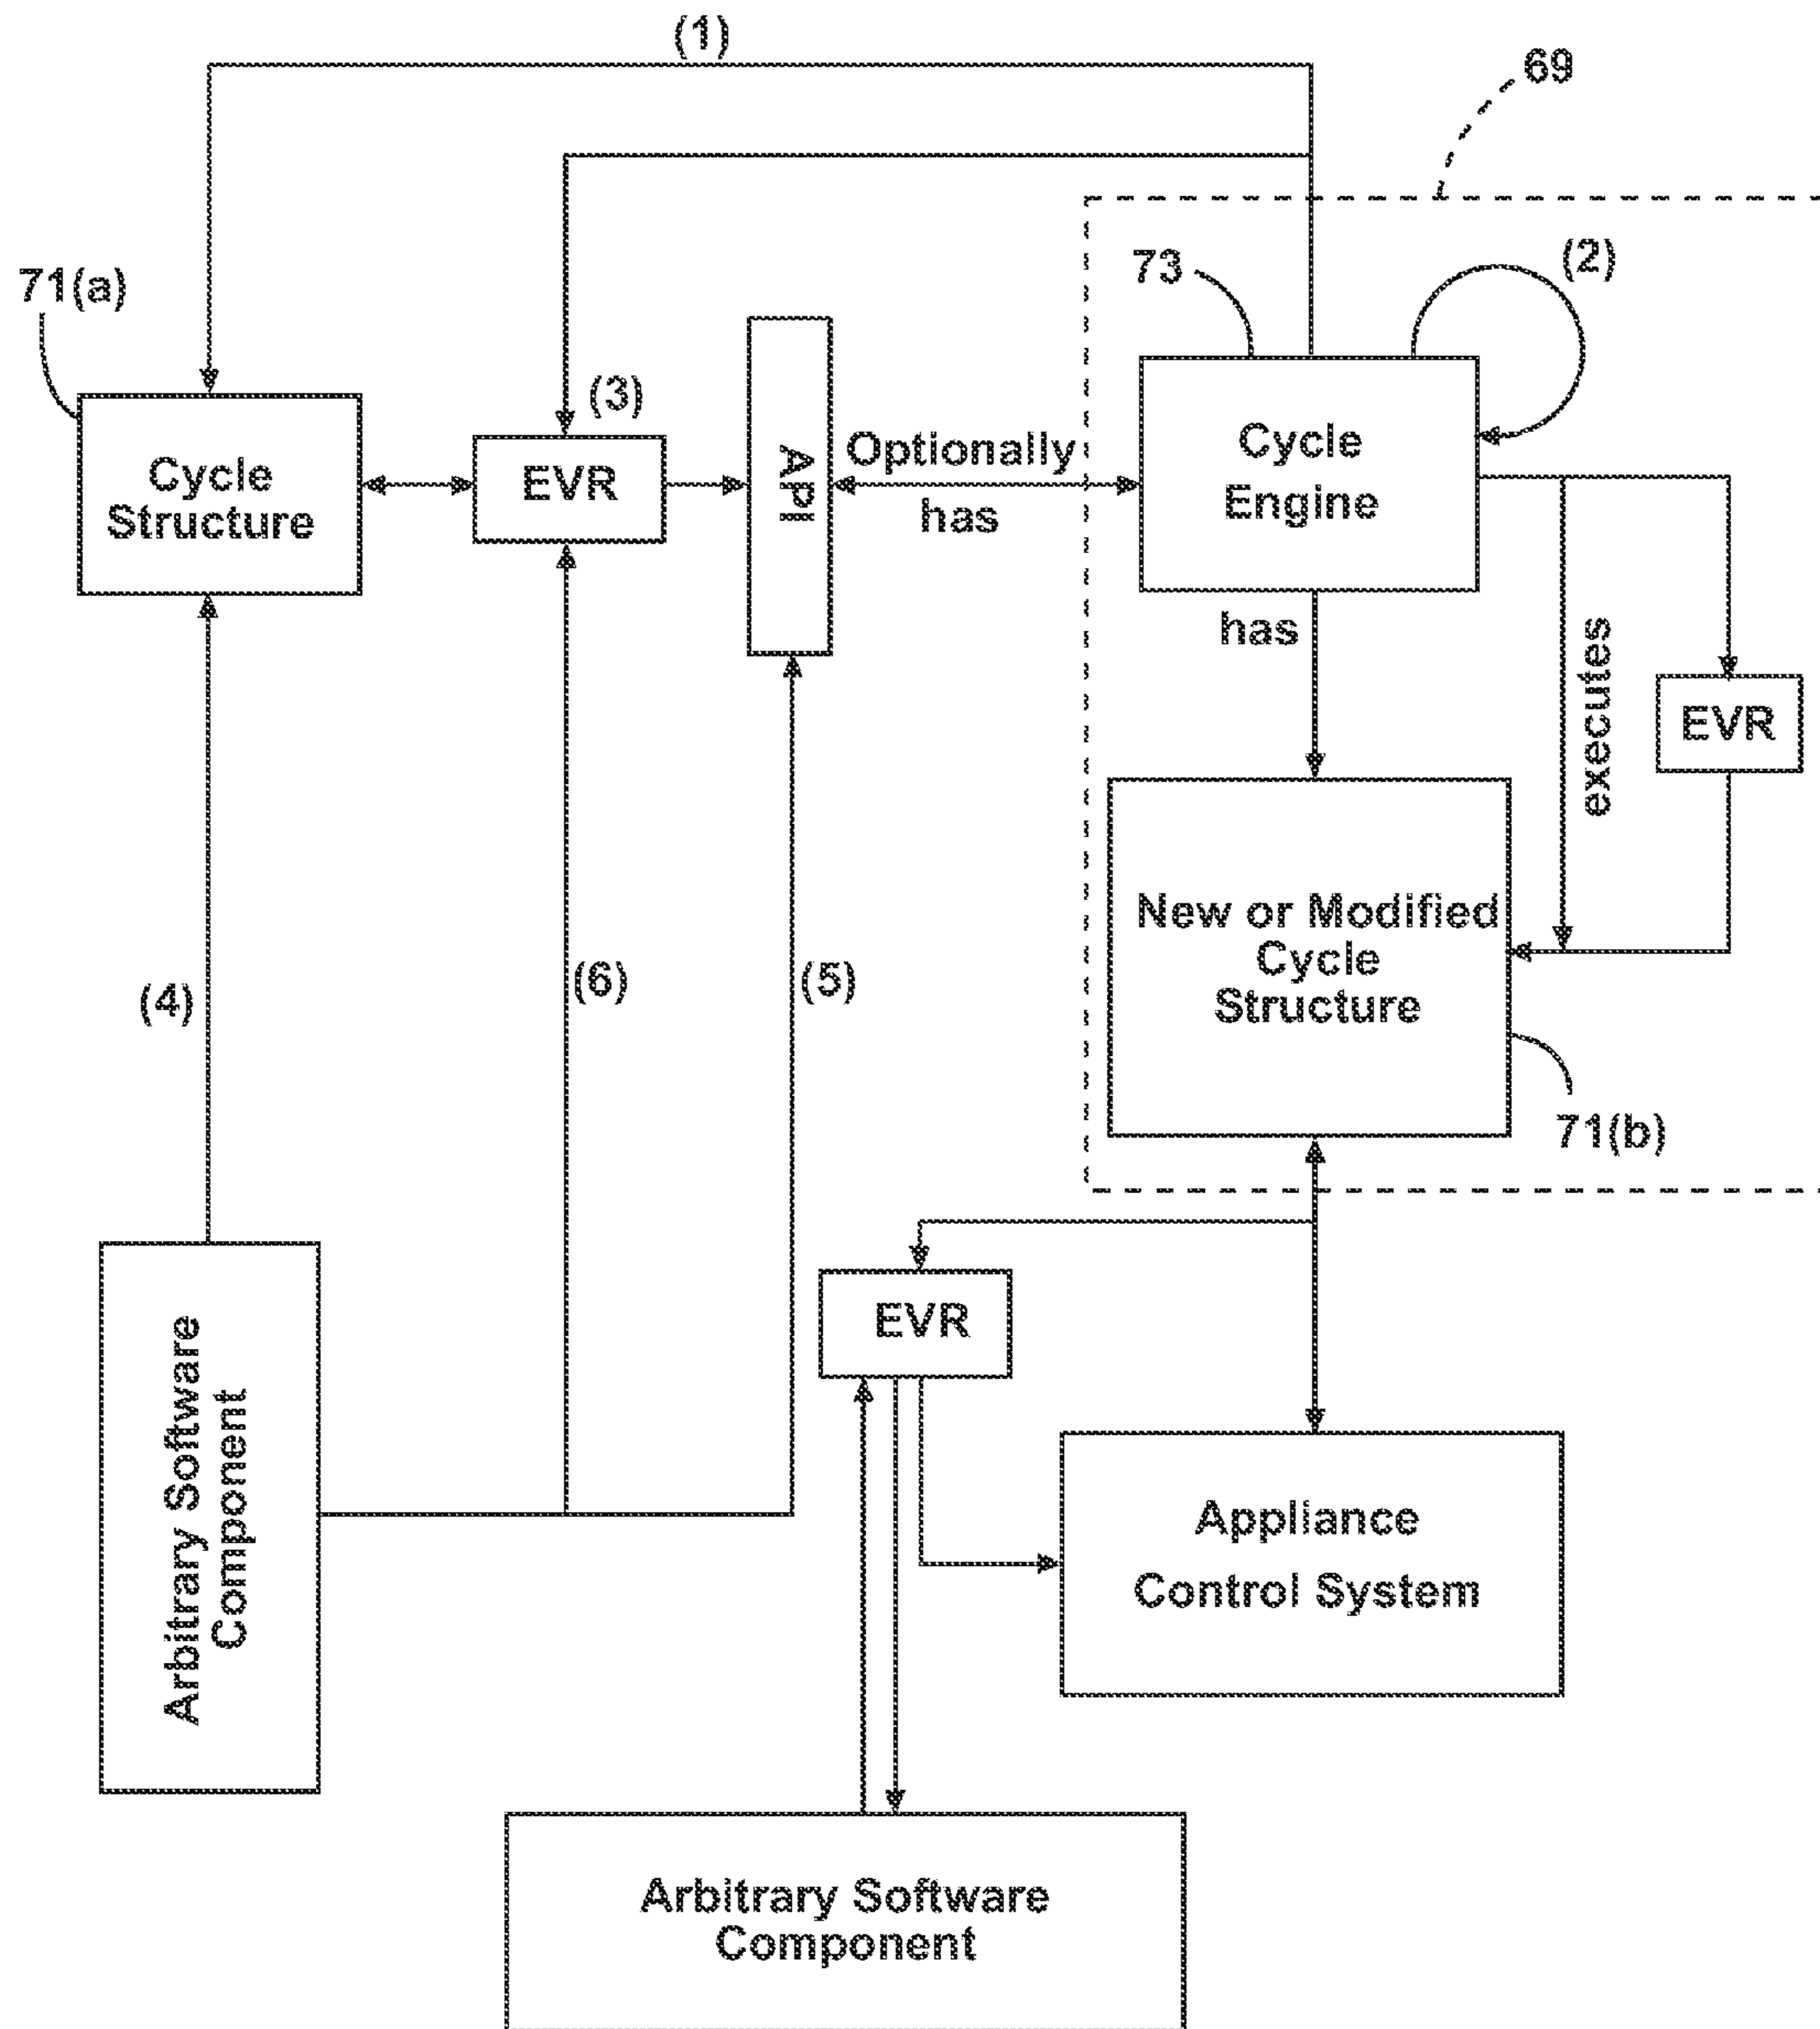 (1)
69
71(a)
73
(2)
(3)
Cycle
Structure
EVR
API
Optionally
has
Cycle
Engine
has
executes
EVR
New or Modified
Cycle
Structure
(4)
(6)
(5)
71(b)
EVR
Arbitrary Software
Component
Appliance
Control System
Arbitrary Software
Component